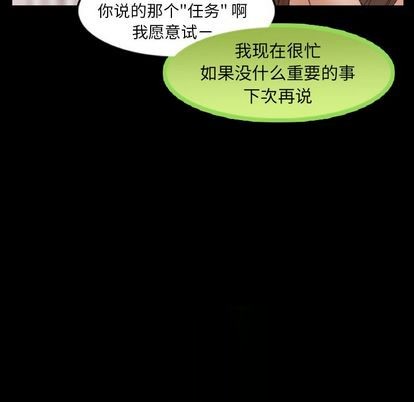 你说的那个"任务" 啊
我愿意试－
我现在很忙
如果没什么重要的事
下次再说